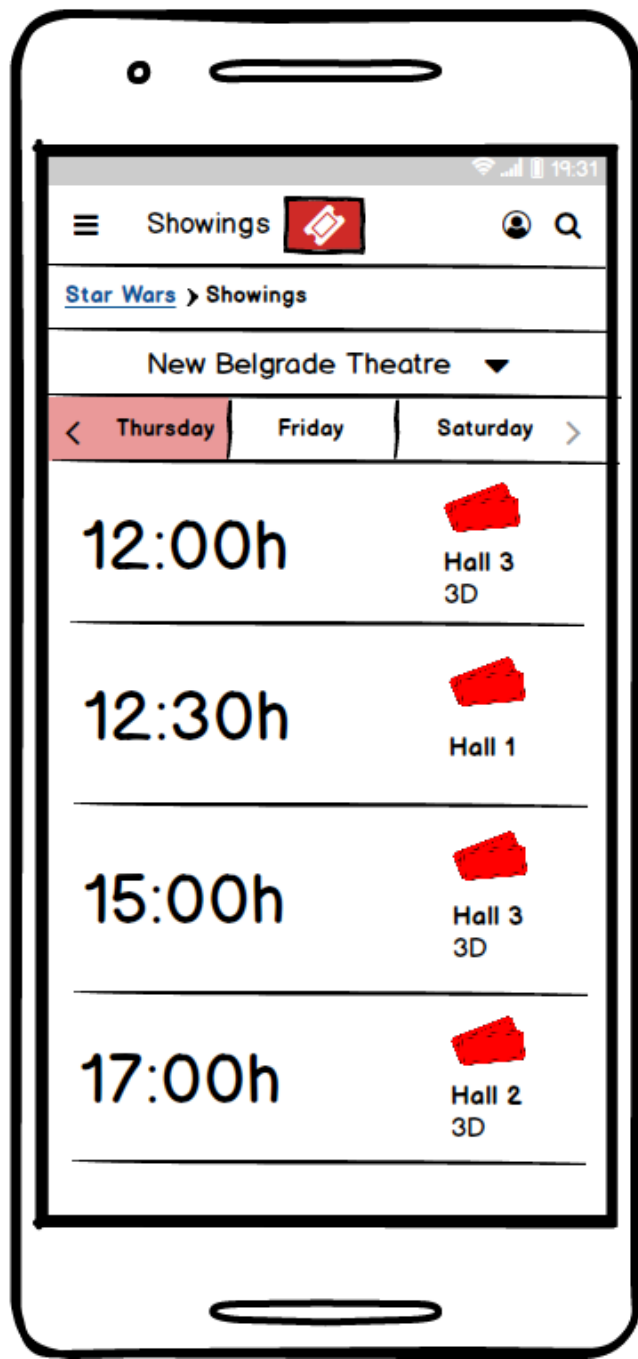 19:31
Showings
Star Wars > Showings
New Belgrade Theatre
Thursday Friday Saturday
12:00h
Hall 3
3D
12:30h
Hall 1
15:00h
Hall 3
3D
17:00h
Hall 2
3D